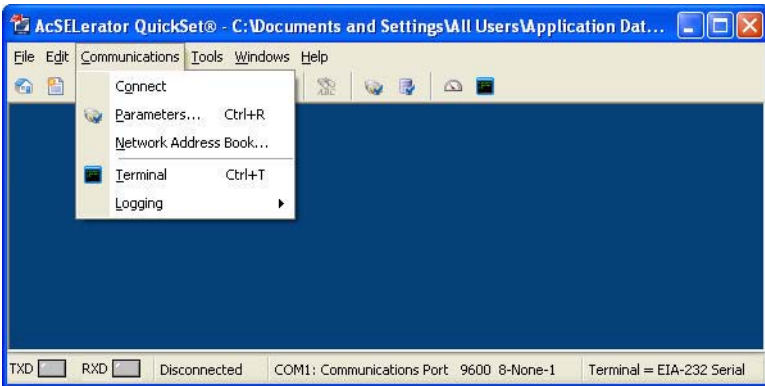 AcSELerator QuickSet® - C:\Documents and Settings\All Users\Application Dat...
File Edit Communications Tools Windows Help
Connect
Parameters... Ctrl+R
Network Address Book...
Terminal Ctrl+T
Logging
ABC
TXD RXD Disconnected COM1: Communications Port 9600 8-None-1 Terminal = EIA-232 Serial